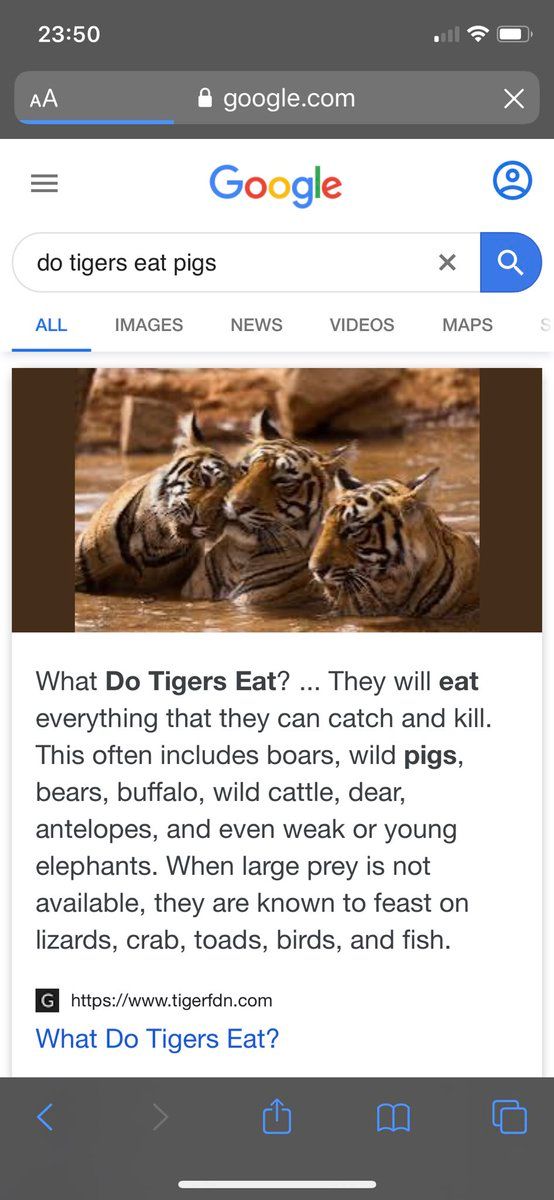 23:50
AA google.com
Google
do tigers eat pigs
ALL IMAGES NEWS VIDEOS MAPS S
What Do Tigers Eat? ... They will eat
everything that they can catch and kill.
This often includes boars, wild pigs,
bears, buffalo, wild cattle, dear,
antelopes, and even weak or young
elephants. When large prey is not
available, they are known to feast on
lizards, crab, toads, birds, and fish.
G https://www.tigerfdn.com
What Do Tigers Eat?